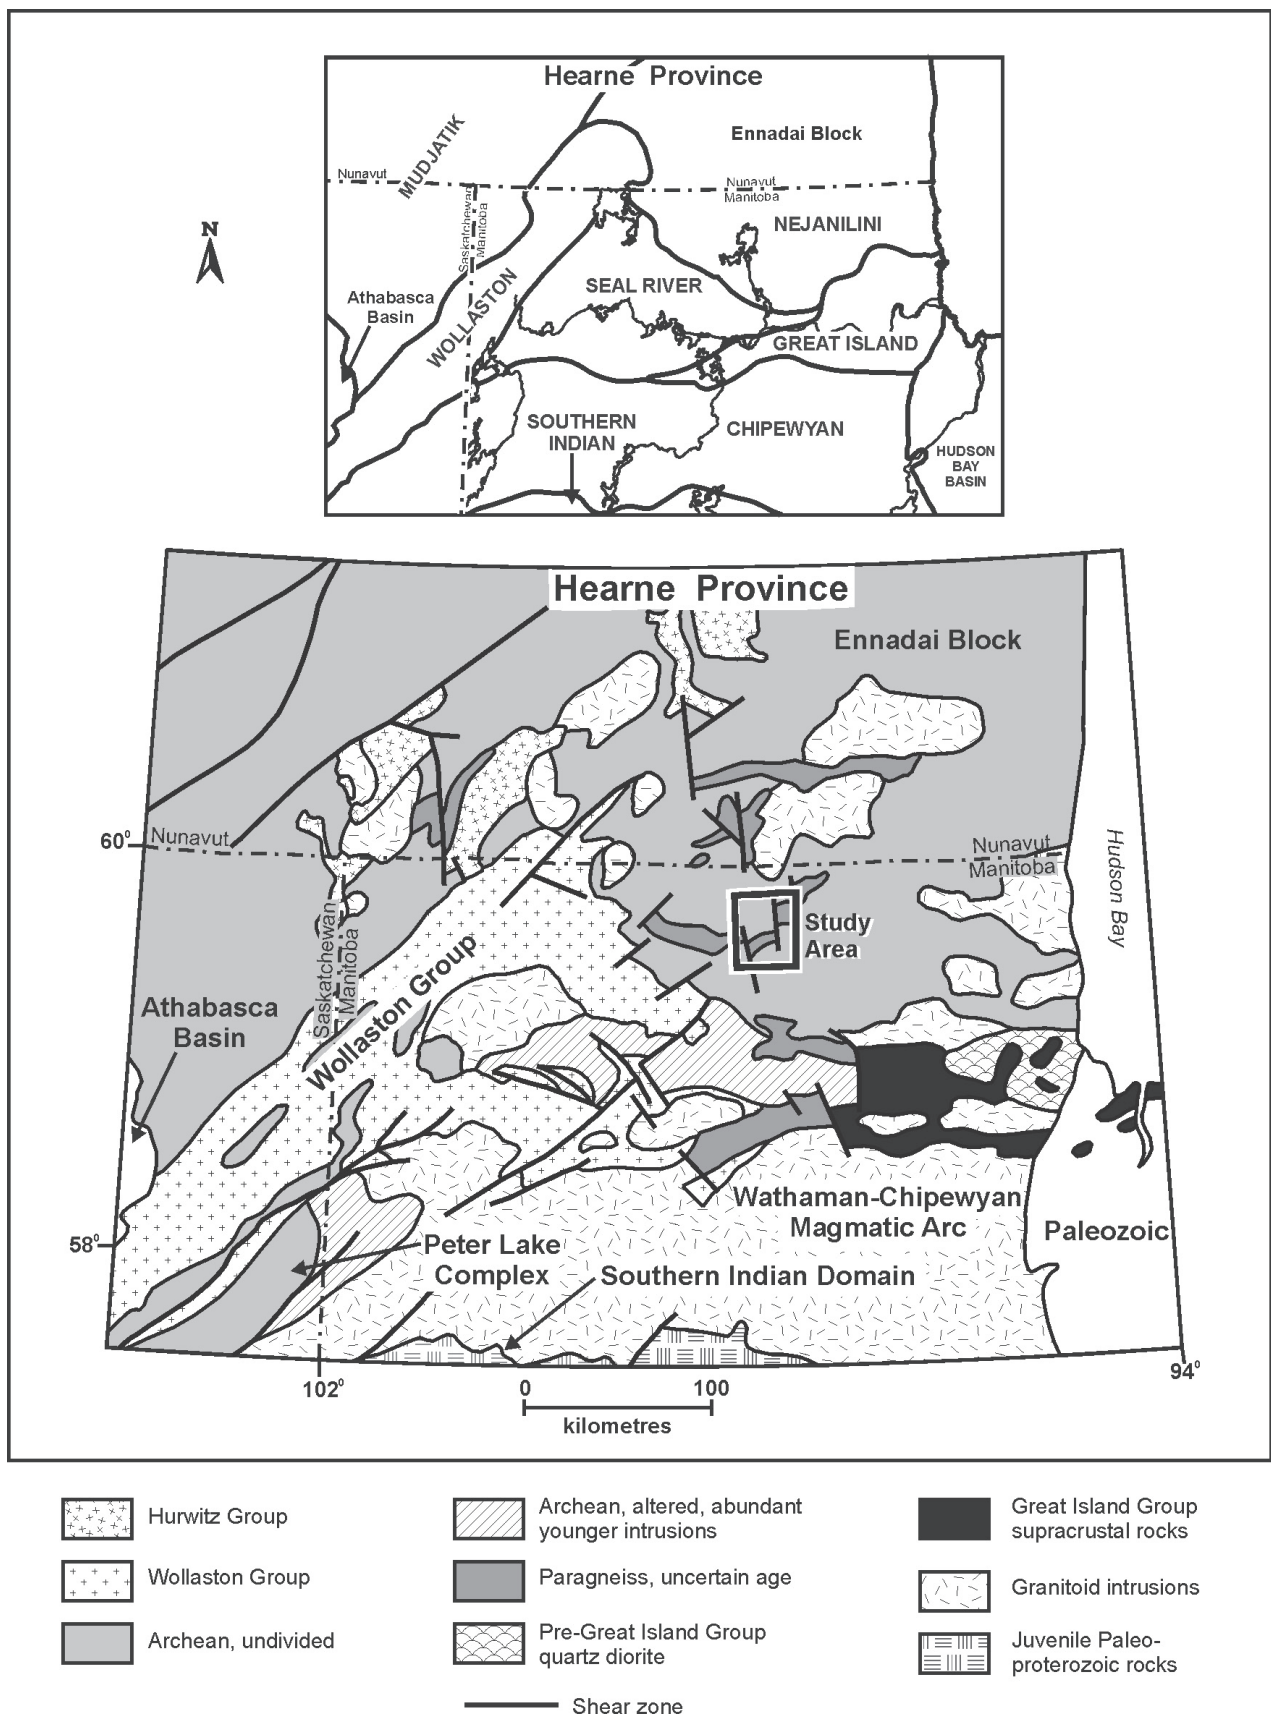 Hearne Province
Ennadai Block
MUDJATIK
Nunavut
Nunavut
Manitoba
Saskatchewan
Manitoba
N
NEJANILINI
SEAL RIVER
Athabasca
Basin
WOLLASTON
GREAT ISLAND
SOUTHERN
INDIAN
CHIPEWYAN
HUDSON
BAY
BASIN
Hearne Province
Ennadai Block
60⁰
Nunavut
Nunavut
Manitoba
Hudson Bay
Saskatchewan
Manitoba
Study
Area
Wollaston Group
Athabasca
Basin
Wathaman-Chipewyan
Magmatic Arc
Paleozoic
58⁰
Peter Lake
Complex
Southern Indian Domain
102⁰
94⁰
0 100
kilometres
Hurwitz Group
Wollaston Group
Archean, undivided
Archean, altered, abundant
younger intrusions
Paragneiss, uncertain age
Pre-Great Island Group
quartz diorite
Great Island Group
supracrustal rocks
Granitoid intrusions
Juvenile Paleo-
proterozoic rocks
Shear zone